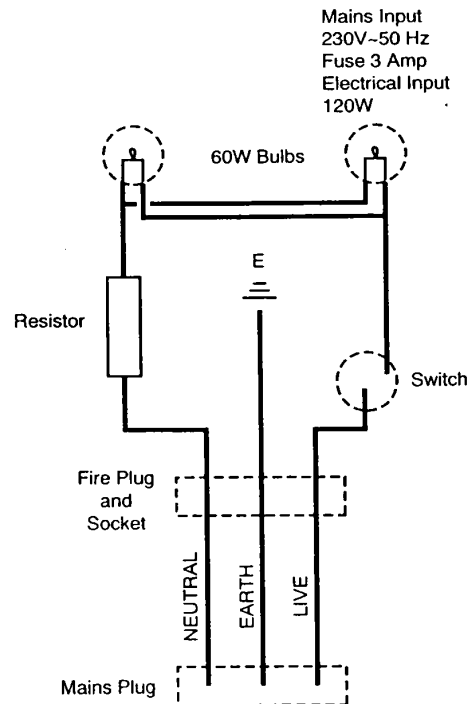 Mains Input
230V~50 Hz
Fuse 3 Amp
Electrical Input
120W
60W Bulbs
E
Resistor
Switch
Fire Plug
and
Socket
NEUTRAL
EARTH
LIVE
Mains Plug